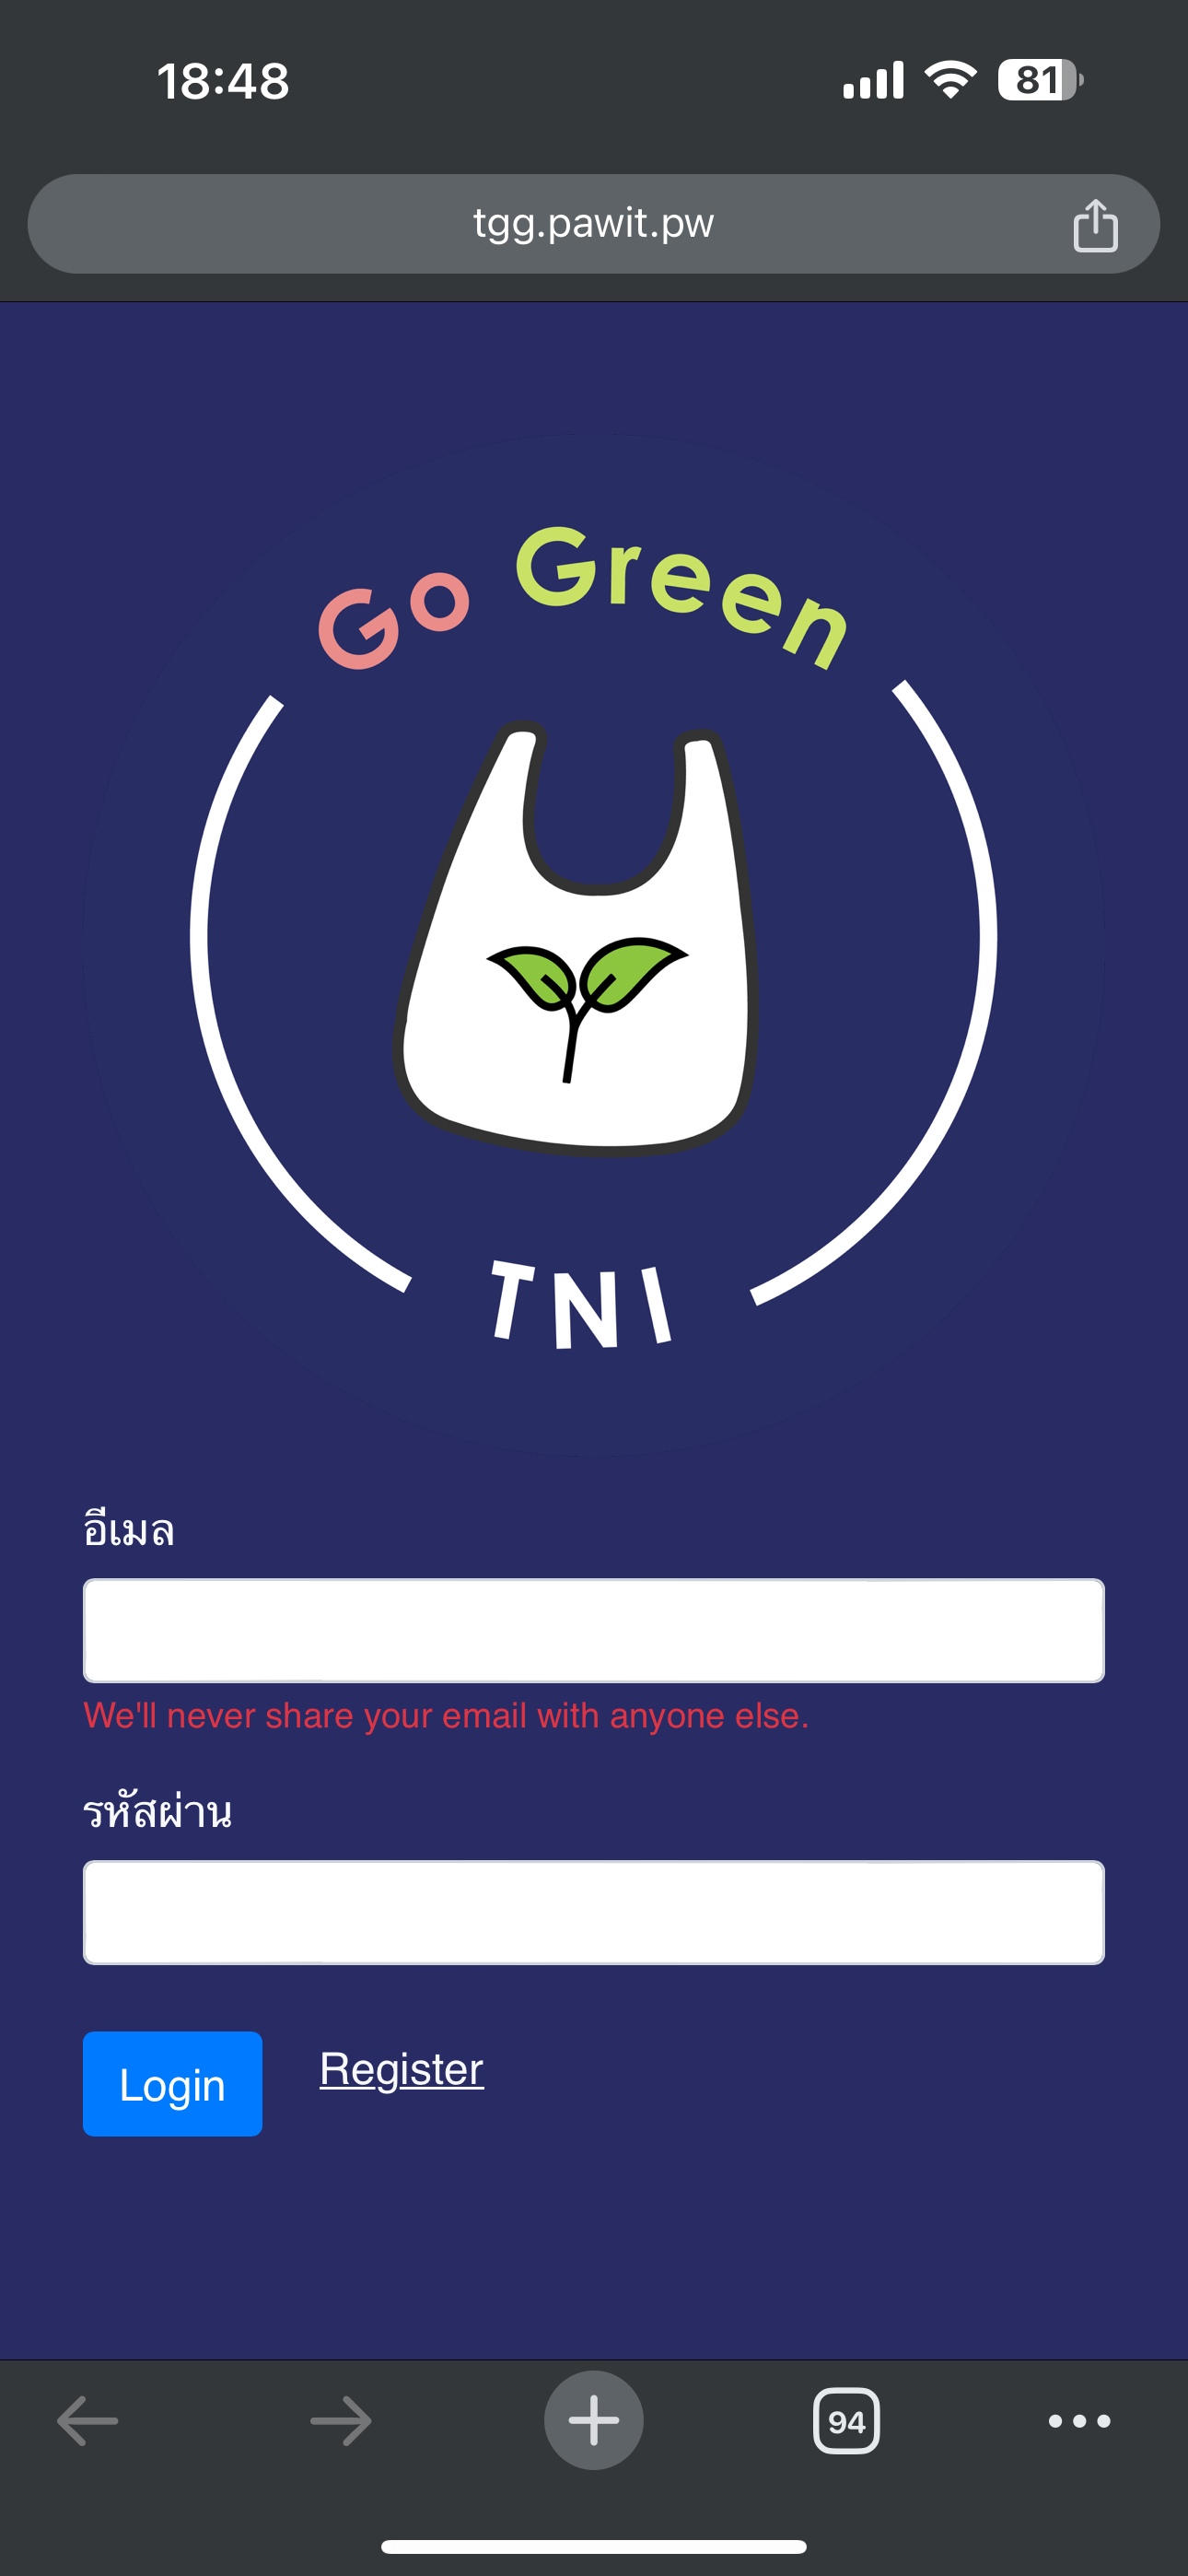 18:48
81
tgg.pawit.pw
Go Green
TNI
อีเมล
We'll never share your email with anyone else.
รหัสผ่าน
Login
Register
94